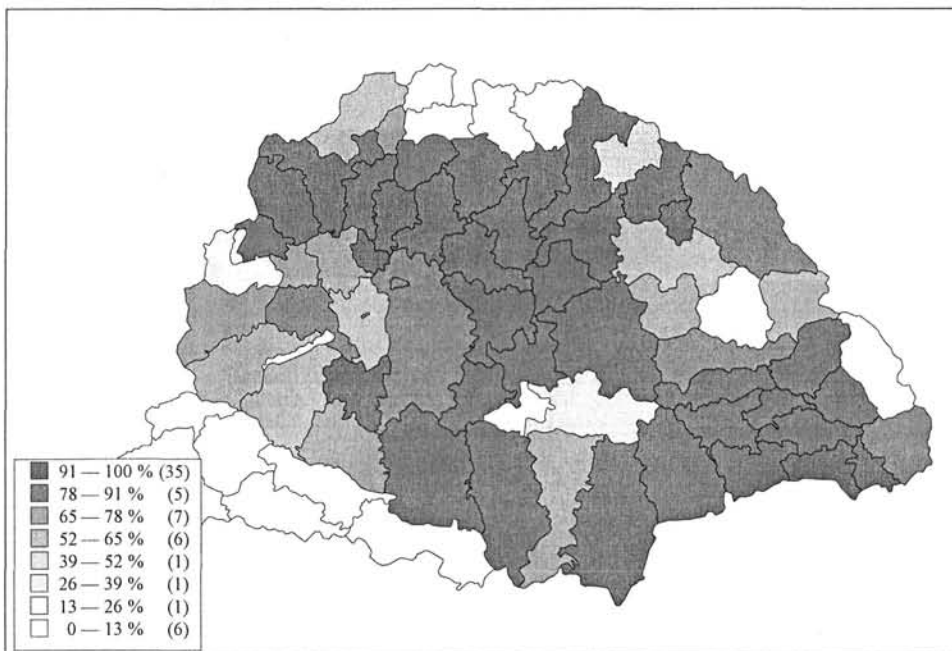 91 — 100 % (35)
78 — 91 % (5)
65 — 78 % (7)
52 — 65 % (6)
39 — 52 % (1)
26 — 39 % (1)
13 — 26 % (1)
0 — 13 % (6)